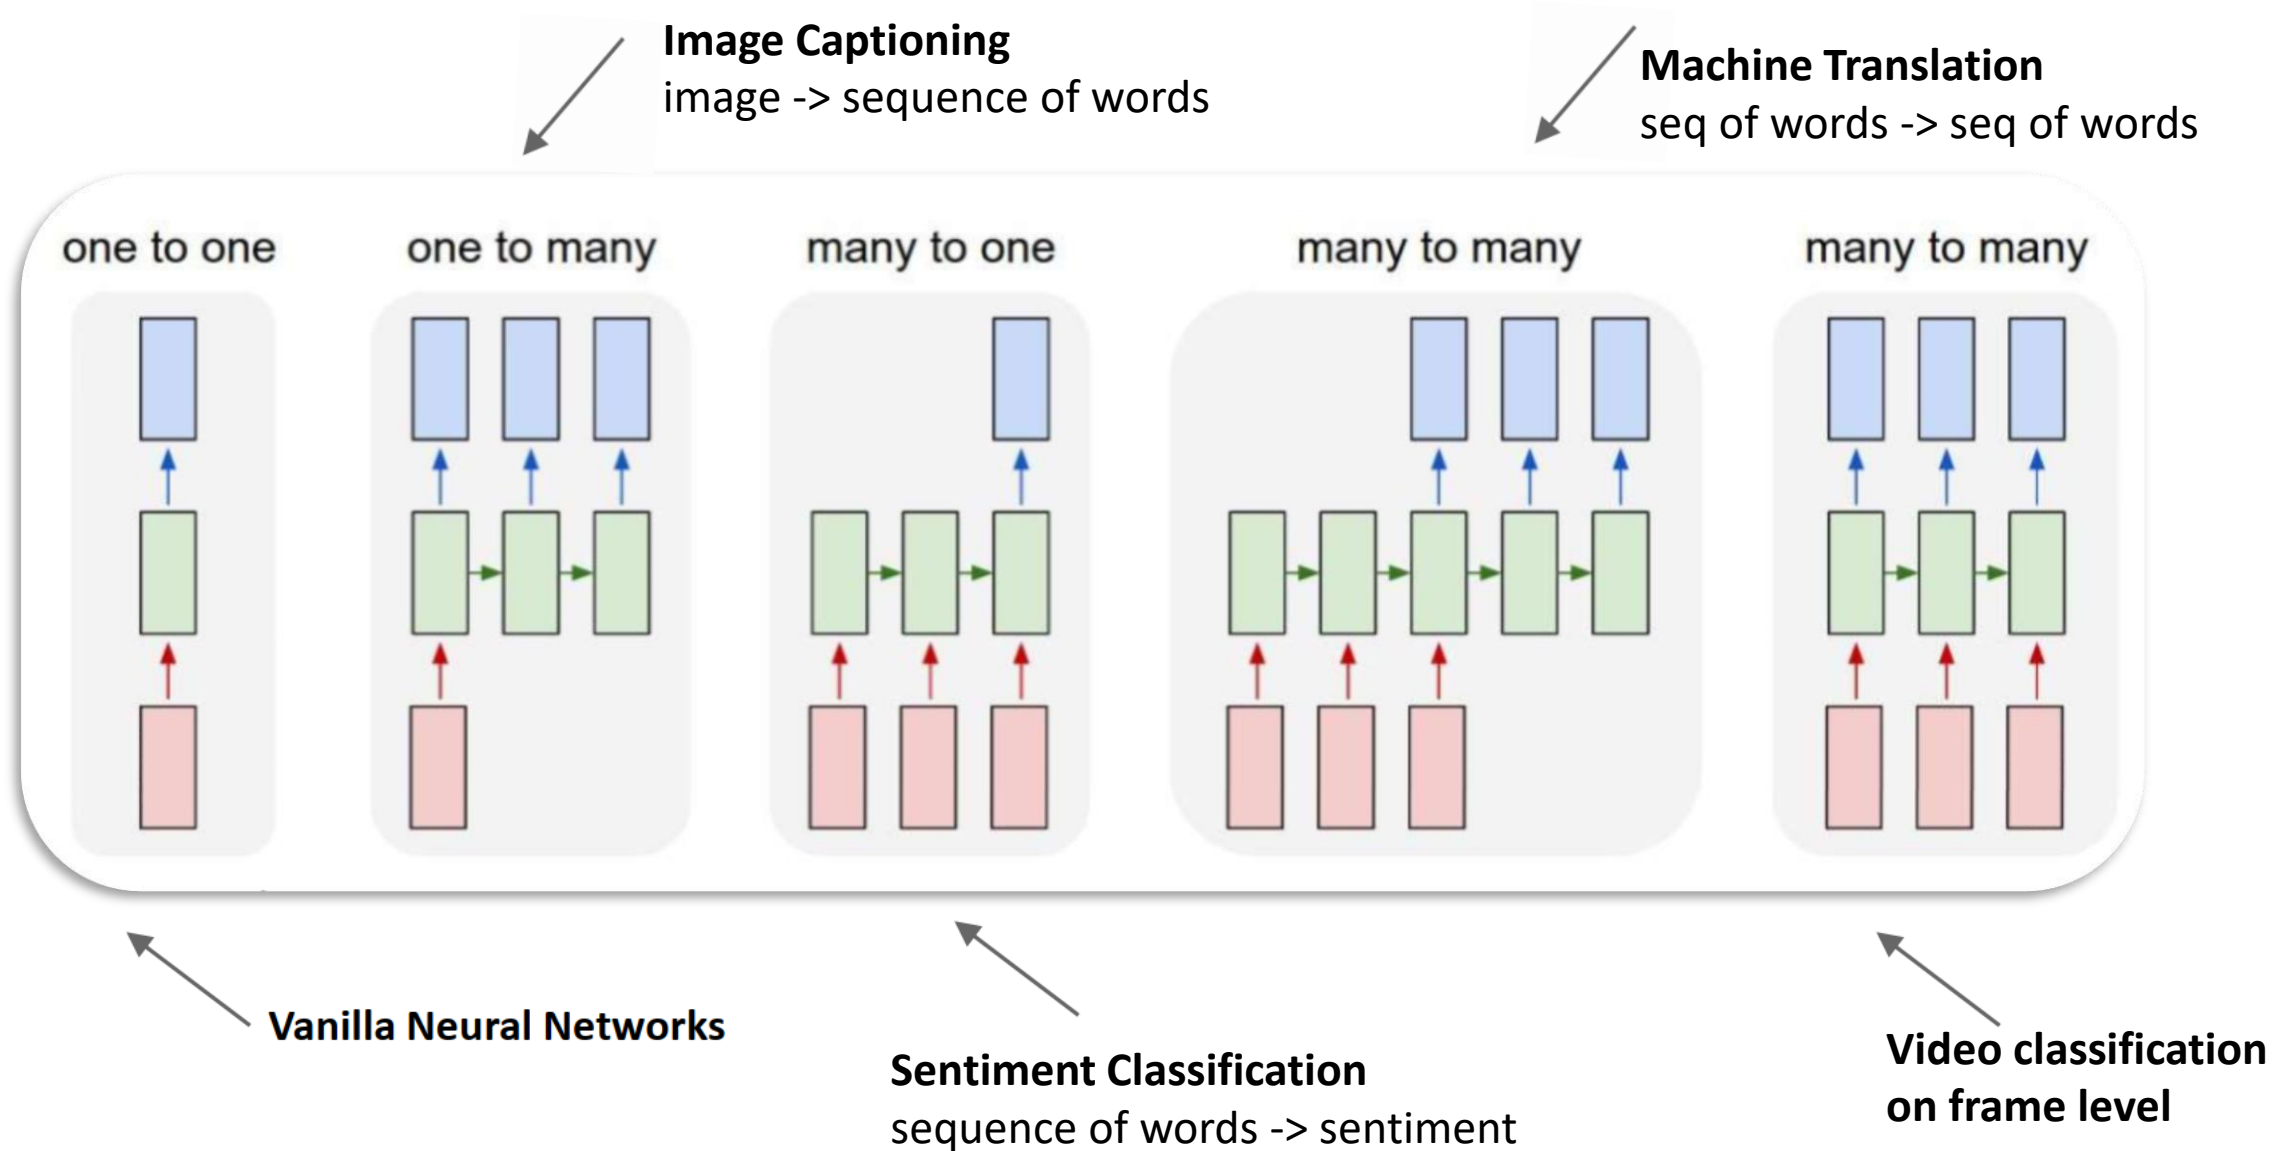 Image Captioning
image -> sequence of words
Machine Translation
seq of words -> seq of words
one to one
one to many
many to one
many to many
many to many
Vanilla Neural Networks
Sentiment Classification
sequence of words -> sentiment
Video classification
on frame level